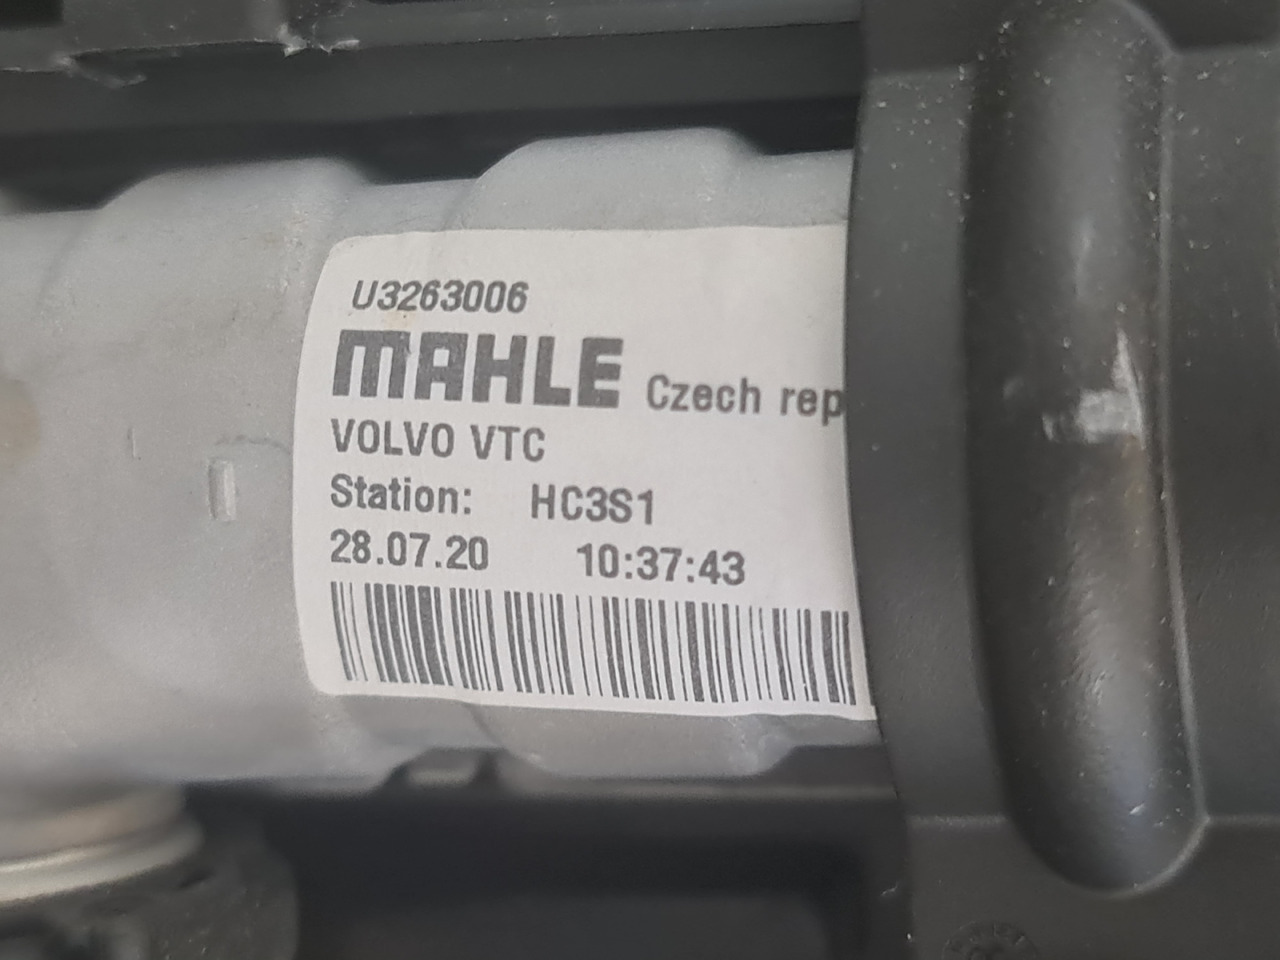 U3263006
MAHLE Czech rep
VOLVO VTC
Station: HC3S1
28.07.20 10:37:43